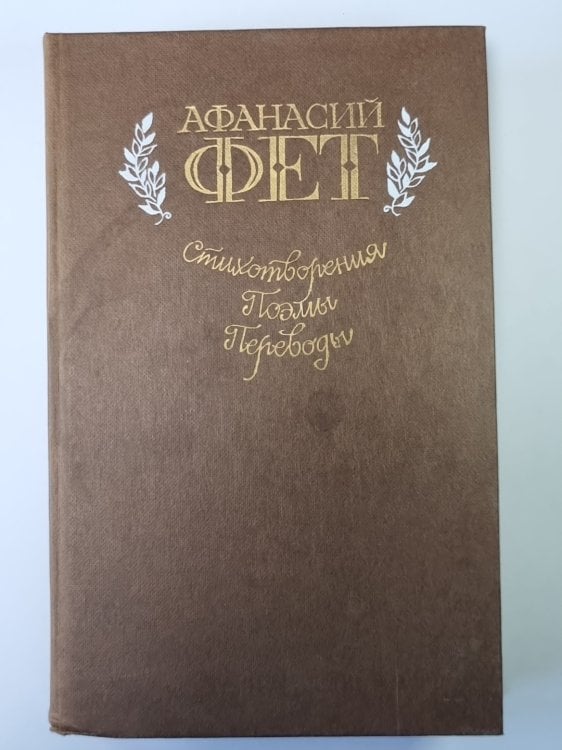 АФАНАСИЙ
ФЕТ
Стихотворения
Поэмы
Переводы